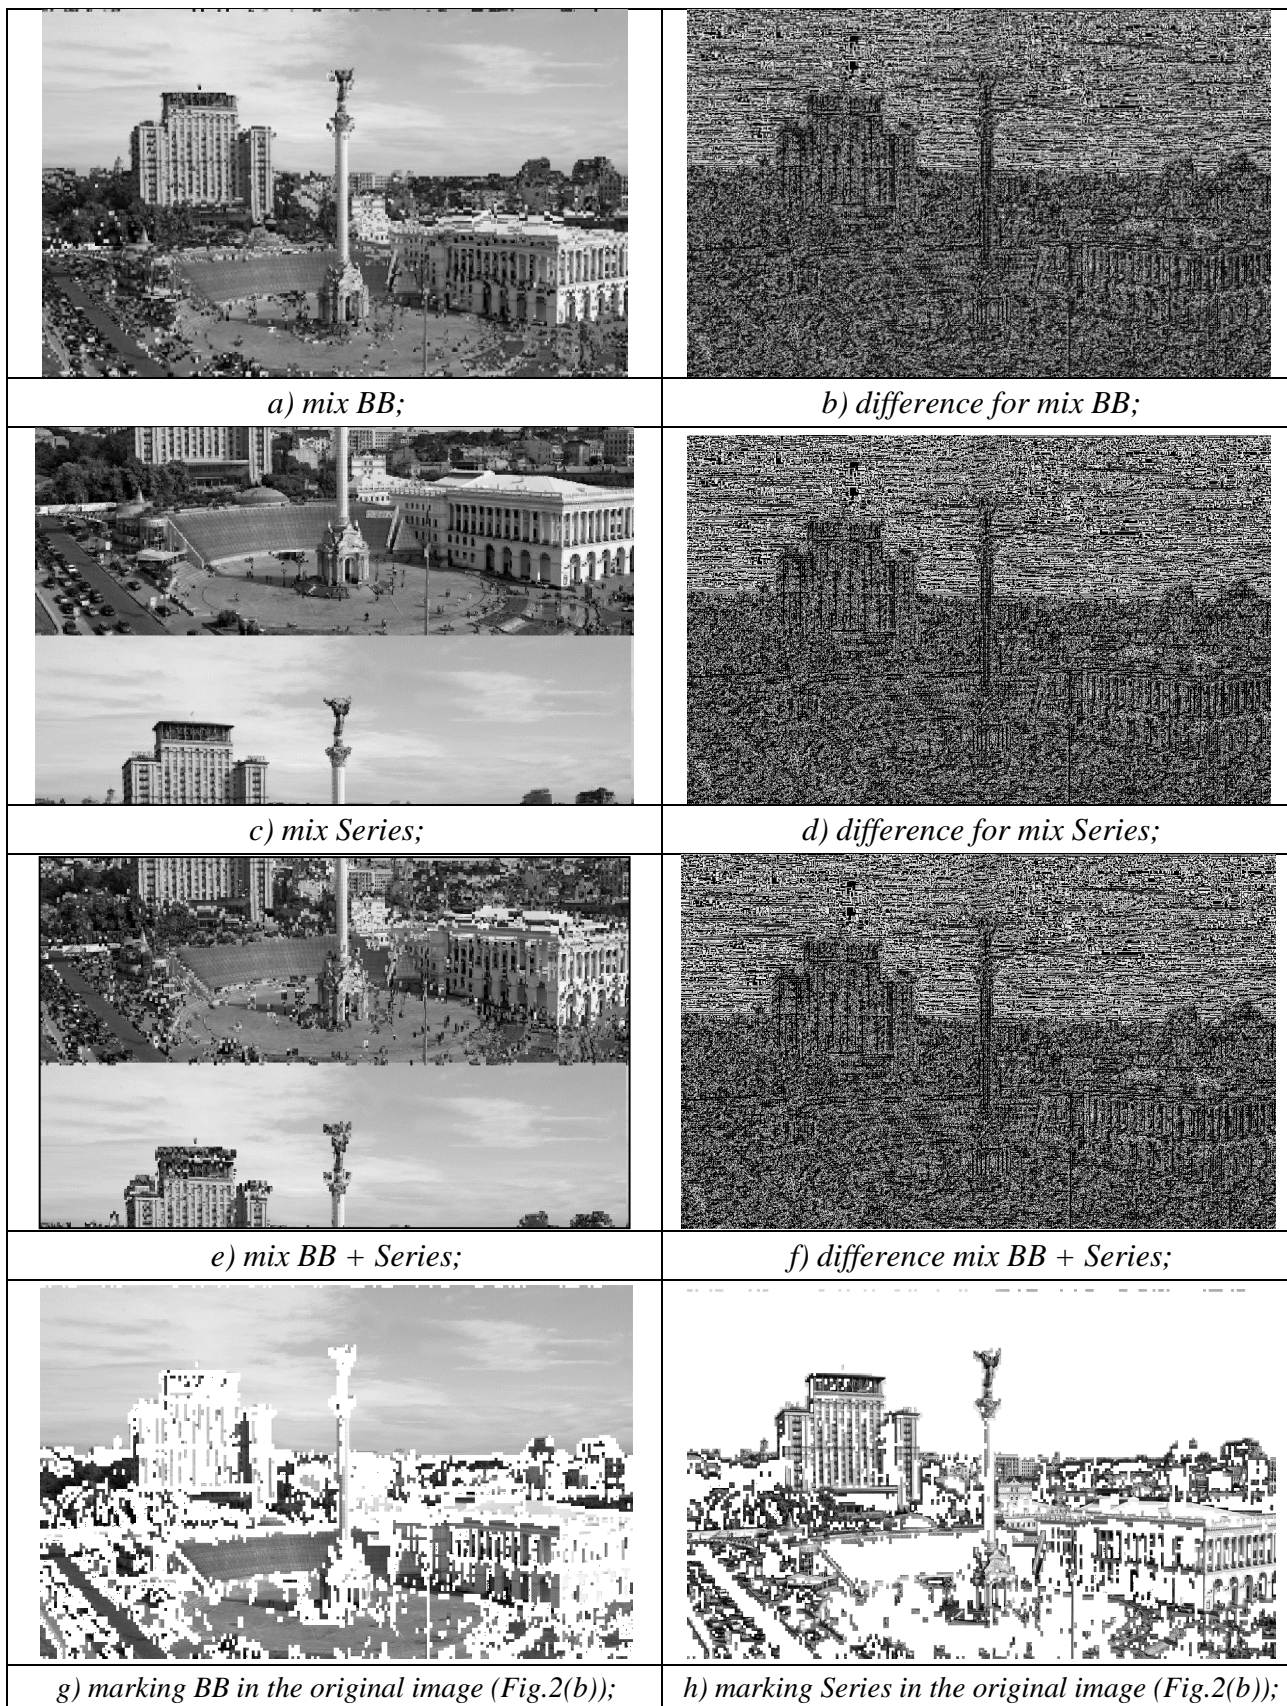 a) mix BB;
b) difference for mix BB;
c) mix Series;
d) difference for mix Series;
e) mix BB + Series;
f) difference mix BB + Series;
g) marking BB in the original image (Fig.2(b));
h) marking Series in the original image (Fig.2(b));